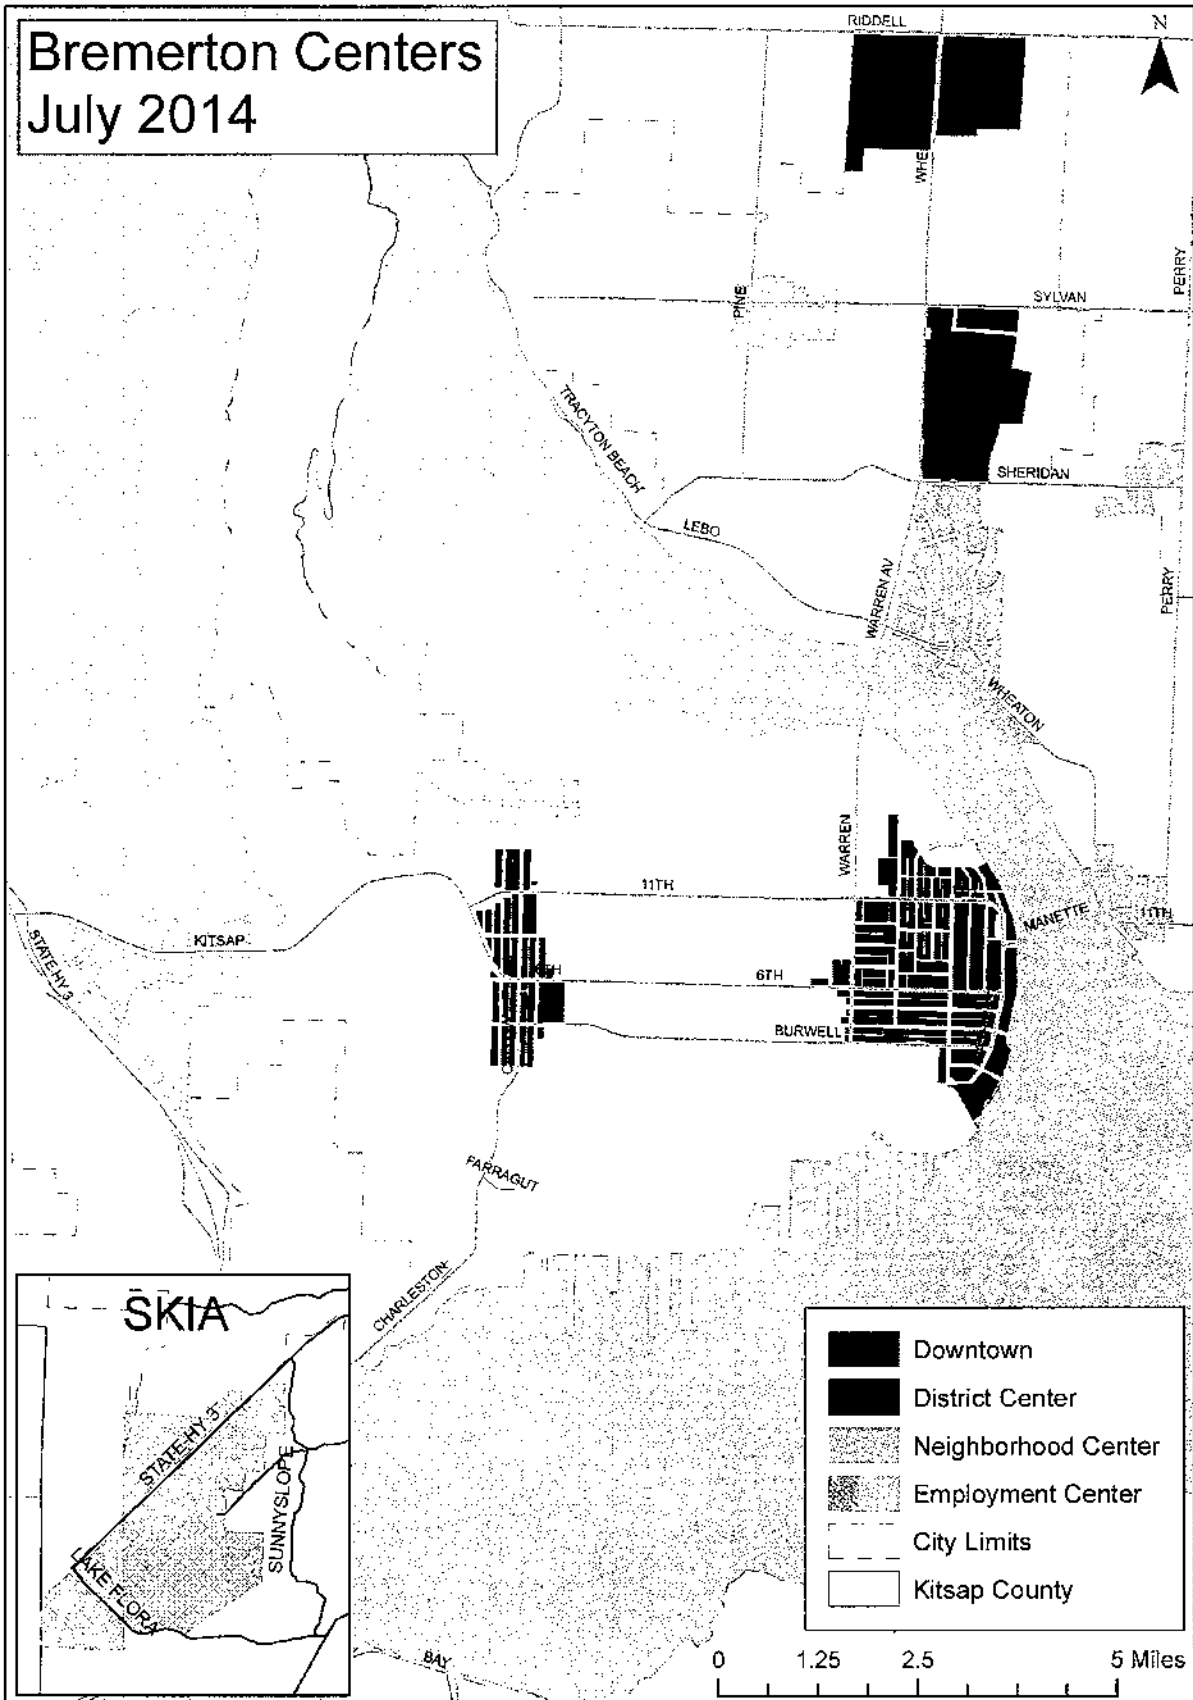 Bremerton Centers
July 2014
RIDDELL
N
WHE
PERRY
SYLVAN
PINE
TRACYTON BEACH
SHERIDAN
LEBO
WARREN AV
PERRY
WHEATON
WARREN
11TH
MANETTE
11TH
KITSAP
STATE HY 3
6TH
BURWELL
FARRAGUT
CHARLESTON
SKIA
STATE HY 3
SUNNYSLOPE
LAKE FLORA
BAY
Downtown
District Center
Neighborhood Center
Employment Center
City Limits
Kitsap County
0 1.25 2.5 5 Miles